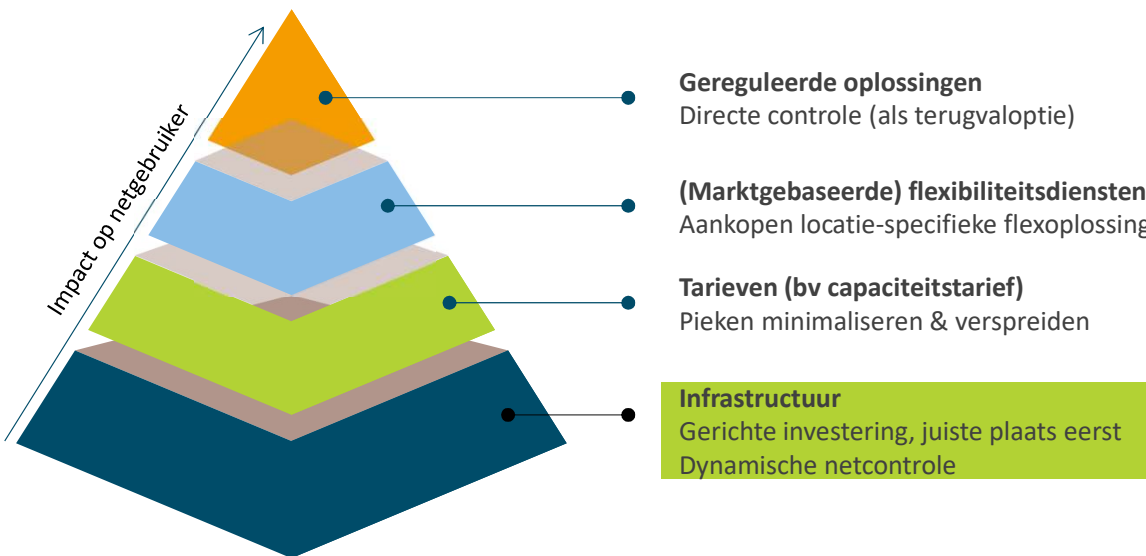 Impact op netgebruiker
Gereguleerde oplossingen
Directe controle (als terugvaloptie)
(Marktgebaseerde) flexibiliteitsdiensten
Aankopen locatie-specifieke flexoplossing
Tarieven (bv capaciteitstarief)
Pieken minimaliseren & verspreiden
Infrastructuur
Gerichte investering, juiste plaats eerst
Dynamische netcontrole